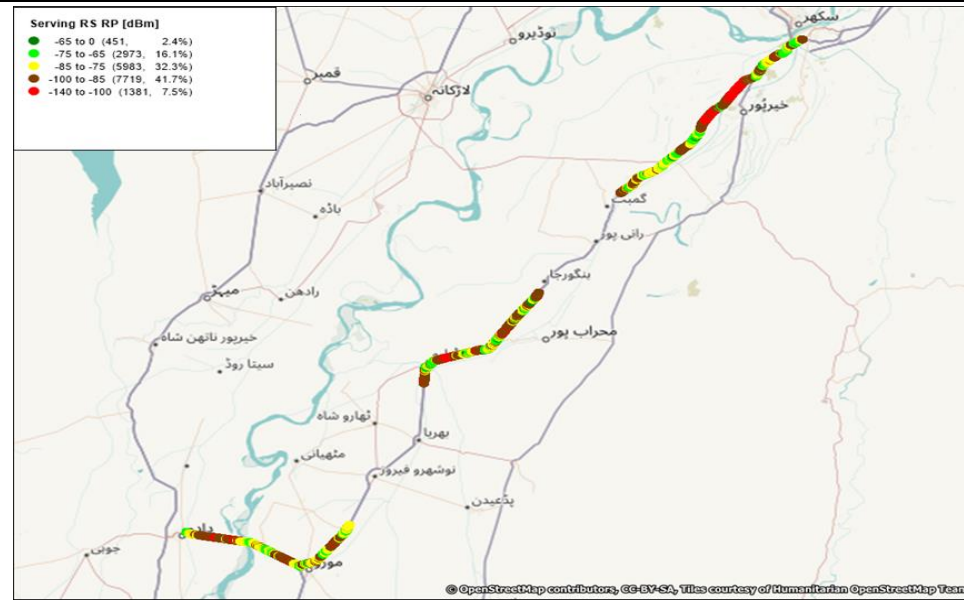 Serving RS RP [dBm]
-65 to 0 (451, 2.4%)
-75 to -65 (2973, 16.1%)
-85 to -75 (5983, 32.3%)
-100 to -85 (7719, 41.7%)
-140 to -100 (1381, 7.5%)
سکھر
نوڈیرو
قمبر
لاڑکانہ
خیرپور
نصیرآباد
باڈہ
گمبٹ
رانی پور
ہنگورجا
میہڑ
رادھن
محراب پور
خیرپور ناتھن شاہ
سیتا روڈ
ٹھارو شاہ
بھریا
مٹھیانی
نوشہرو فیروز
پڈعیدن
دادو
جوہی
مورو
© OpenStreetMap contributors, CC-BY-SA, Tiles courtesy of Humanitarian OpenStreetMap Team